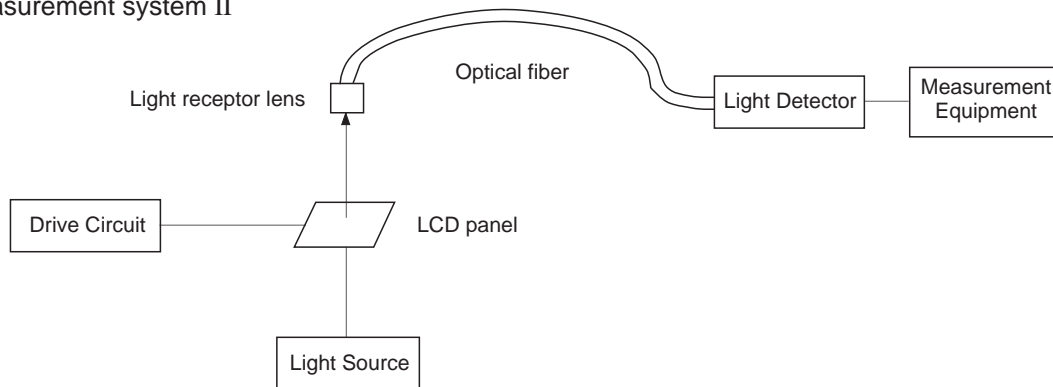 asurement system II
Optical fiber
Light receptor lens
Light Detector
Measurement
Equipment
Drive Circuit
LCD panel
Light Source